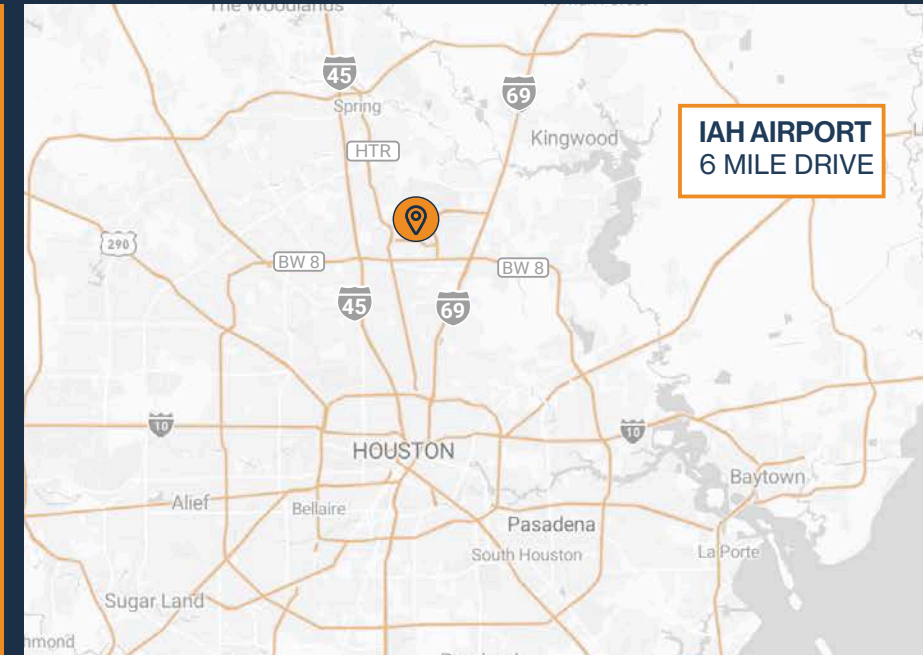 The Woodlands
45
Spring
69
Kingwood
IAH AIRPORT
6 MILE DRIVE
HTR
290
BW 8
BW 8
45
69
10
HOUSTON
10
Baytown
Alief
Bellaire
Pasadena
South Houston
La Porte
Sugar Land
hmond